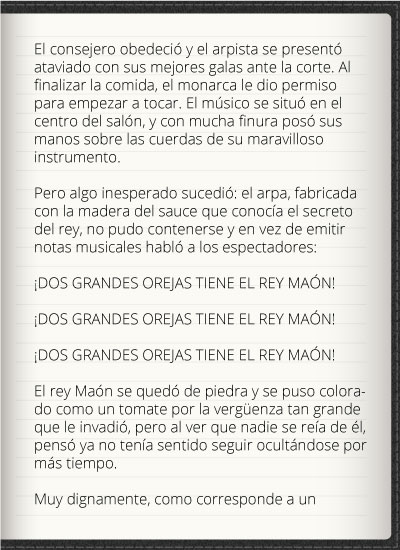 El consejero obedeció y el arpista se presentó
ataviado con sus mejores galas ante la corte. Al
finalizar la comida, el monarca le dio permiso
para empezar a tocar. El músico se situó en el
centro del salón, y con mucha finura posó sus
manos sobre las cuerdas de su maravilloso
instrumento.
Pero algo inesperado sucedió: el arpa, fabricada
con la madera del sauce que conocía el secreto
del rey, no pudo contenerse y en vez de emitir
notas musicales habló a los espectadores:
¡DOS GRANDES OREJAS TIENE EL REY MAÓN!
¡DOS GRANDES OREJAS TIENE EL REY MAÓN!
¡DOS GRANDES OREJAS TIENE EL REY MAÓN!
El rey Maón se quedó de piedra y se puso colora-
do como un tomate por la vergüenza tan grande
que le invadió, pero al ver que nadie se reía de él,
pensó ya no tenía sentido seguir ocultándose por
más tiempo.
Muy dignamente, como corresponde a un